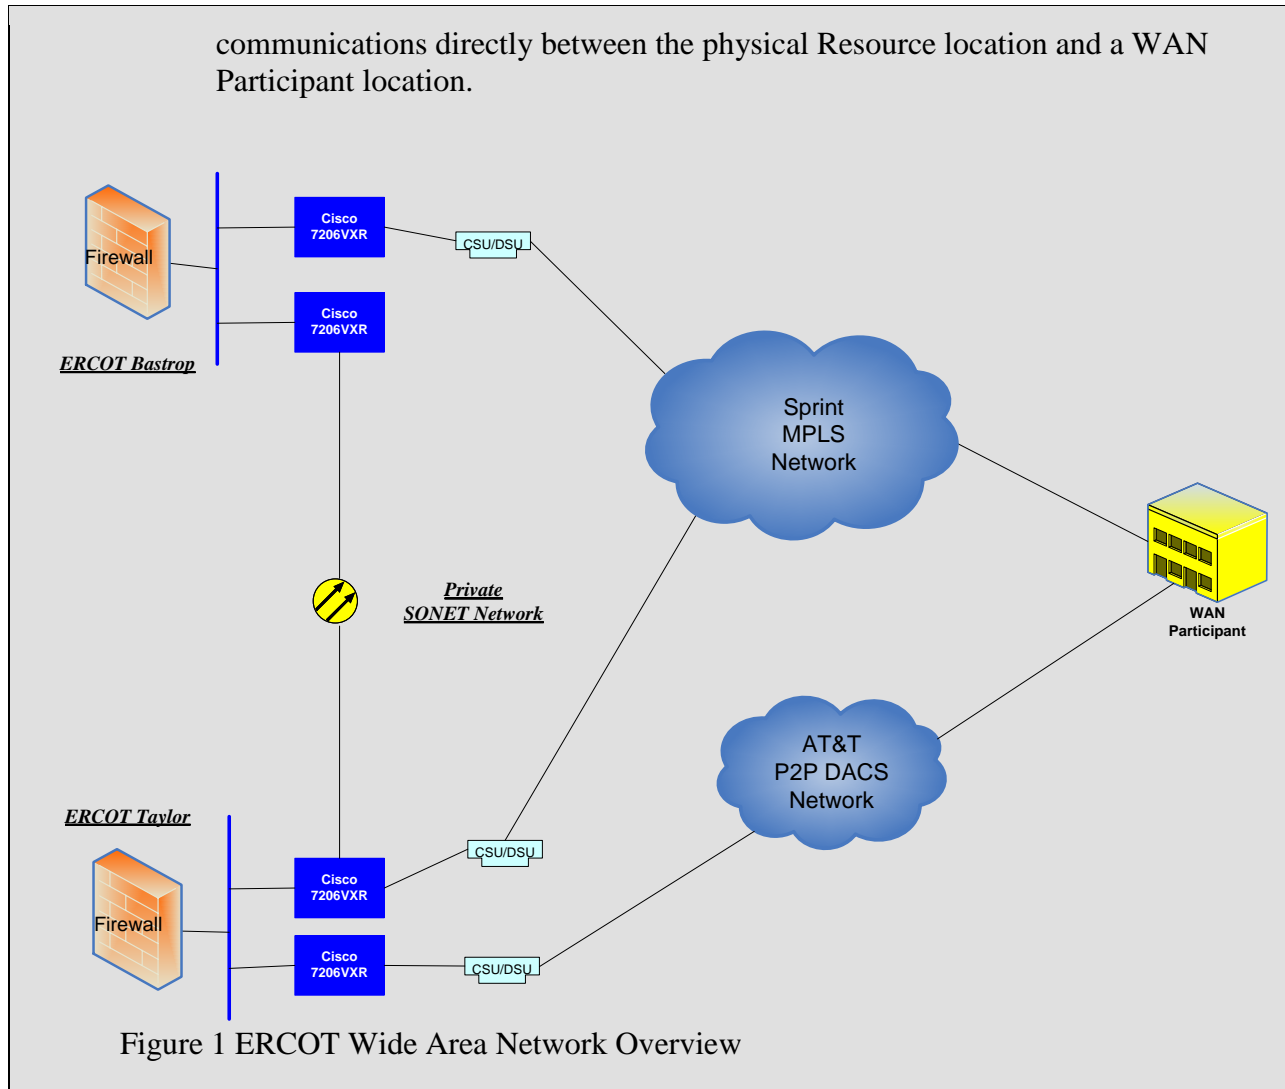 communications directly between the physical Resource location and a WAN
Participant location.
Cisco
7206VXR
CSU/DSU
Firewall
Cisco
7206VXR
ERCOT Bastrop
Sprint
MPLS
Network
Private
SONET Network
WAN
Participant
AT&T
P2P DACS
Network
ERCOT Taylor
CSU/DSU
Cisco
7206VXR
Firewall
Cisco
7206VXR
CSU/DSU
Figure 1 ERCOT Wide Area Network Overview